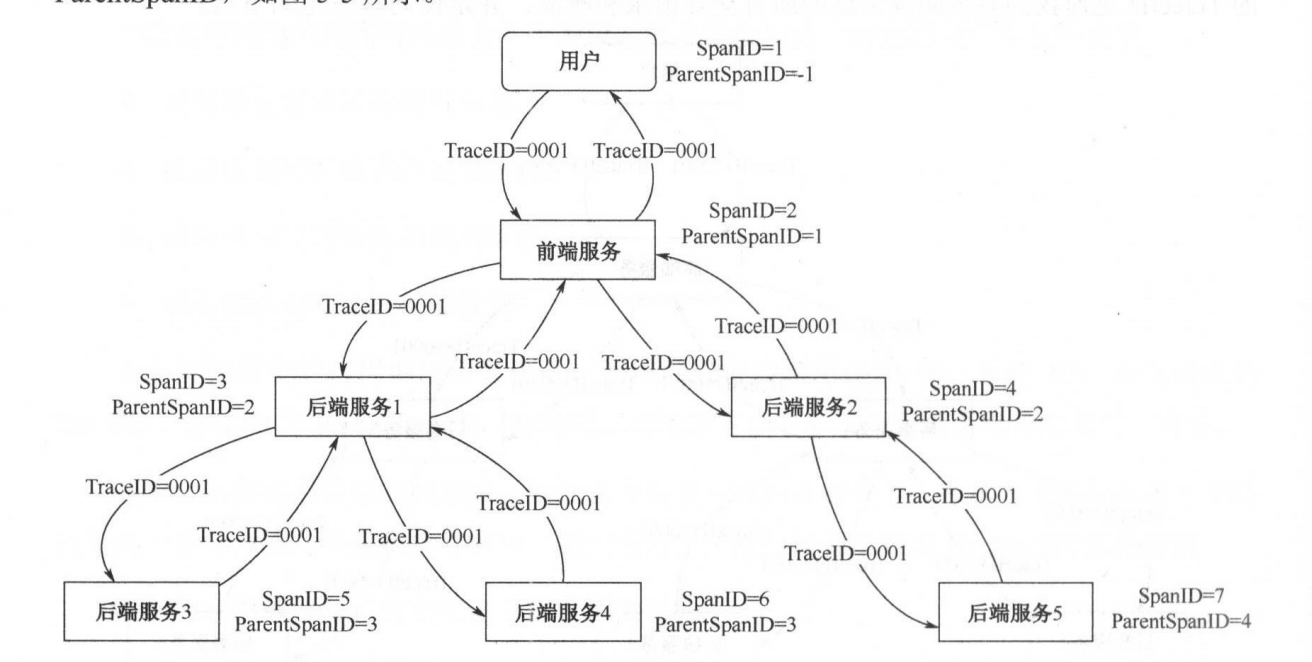 ParentSpanID，如图 3-3 所示。
用户
SpanID=1
ParentSpanID=-1
TraceID=0001
TraceID=0001
前端服务
SpanID=2
ParentSpanID=1
TraceID=0001
TraceID=0001
TraceID=0001
TraceID=0001
SpanID=3
ParentSpanID=2
后端服务1
后端服务2
SpanID=4
ParentSpanID=2
TraceID=0001
TraceID=0001
TraceID=0001
TraceID=0001
TraceID=0001
TraceID=0001
后端服务3
SpanID=5
ParentSpanID=3
后端服务4
SpanID=6
ParentSpanID=3
后端服务5
SpanID=7
ParentSpanID=4